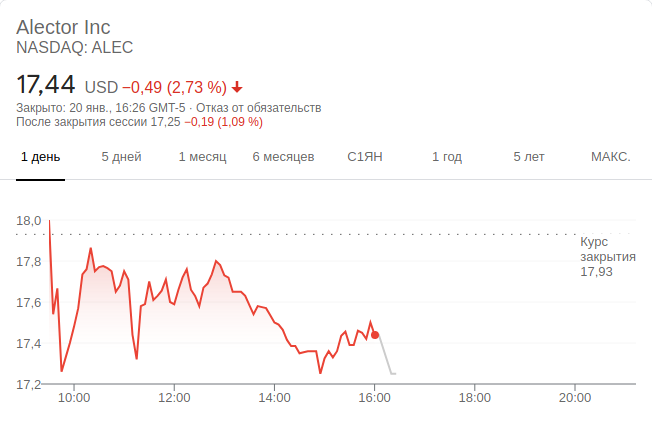 Alector Inc
NASDAQ: ALEC
17,44 USD −0,49 (2,73 %)
Закрыто: 20 янв., 16:26 GMT-5 · Отказ от обязательств
После закрытия сессии 17,25 −0,19 (1,09 %)
1 день 5 дней 1 месяц 6 месяцев С1ЯН 1 год 5 лет МАКС.
18,0
Курс
закрытия
17,93
17,8
17,6
17,4
17,2
10:00 12:00 14:00 16:00 18:00 20:00